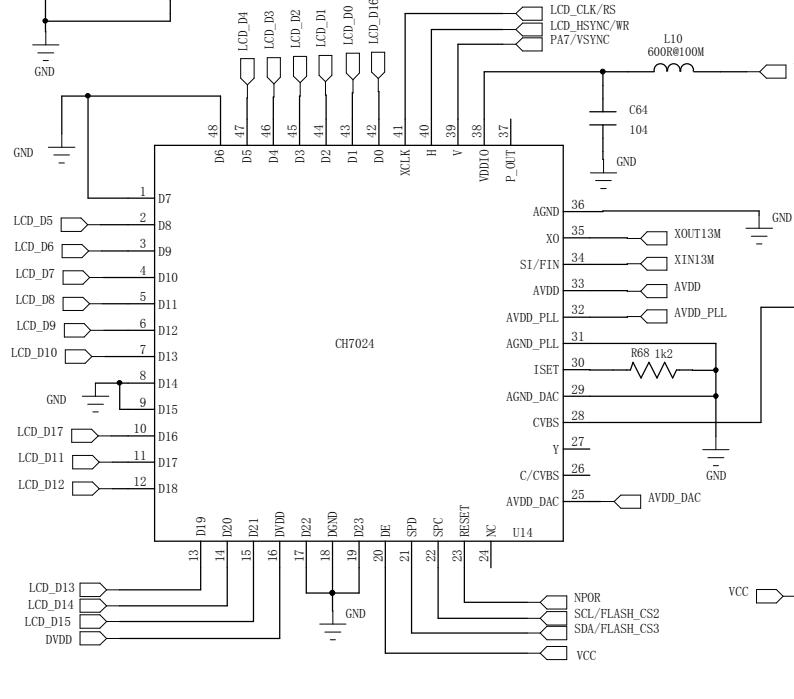 LCD_D4
LCD_D3
LCD_D2
LCD_D1
LCD_D0
LCD_D16
LCD_CLK/RS
LCD_HSYNC/WR
PA7/VSYNC
L10
600R@100M
GND
C64
104
GND
GND
48
47
46
45
44
43
42
41
40
39
38
37
D6
D5
D4
D3
D2
D1
D0
XCLK
H
V
VDDIO
P_OUT
1 D7
LCD_D5 2 D8
LCD_D6 3 D9
LCD_D7 4 D10
LCD_D8 5 D11
LCD_D9 6 D12
LCD_D10 7 D13
8 D14
GND
9 D15
LCD_D17 10 D16
LCD_D11 11 D17
LCD_D12 12 D18
CH7024
AGND 36
GND
XO 35 XOUT13M
SI/FIN 34 XIN13M
AVDD 33 AVDD
AVDD_PLL 32 AVDD_PLL
AGND_PLL 31
R68 1k2
ISET 30
AGND_DAC 29
CVBS 28
Y 27
C/CVBS 26
GND
AVDD_DAC 25 AVDD_DAC
U14
D19
D20
D21
DVDD
D22
DGND
D23
DE
SPD
SPC
RESET
NC
13
14
15
16
17
18
19
20
21
22
23
24
LCD_D13
LCD_D14
LCD_D15
DVDD
GND
NPOR
SCL/FLASH_CS2
SDA/FLASH_CS3
VCC
VCC